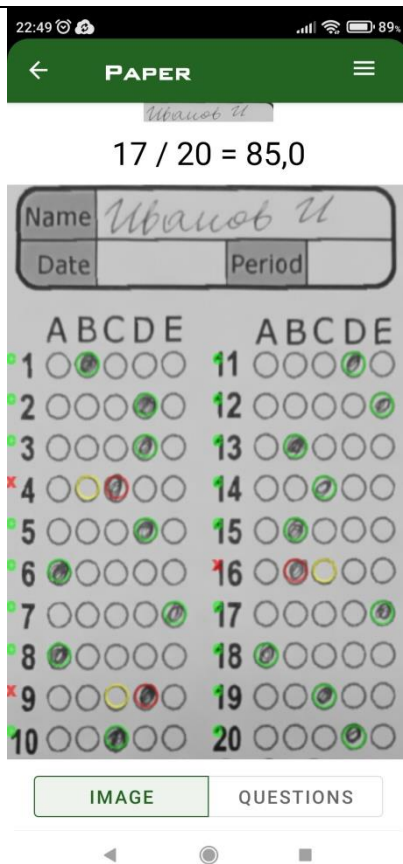 22:49 89%
PAPER
Иванов И
17 / 20 = 85,0
Name Иванов И
Date Period
A B C D E A B C D E
1 11
2 12
3 13
4 14
5 15
6 16
7 17
8 18
9 19
10 20
IMAGE QUESTIONS